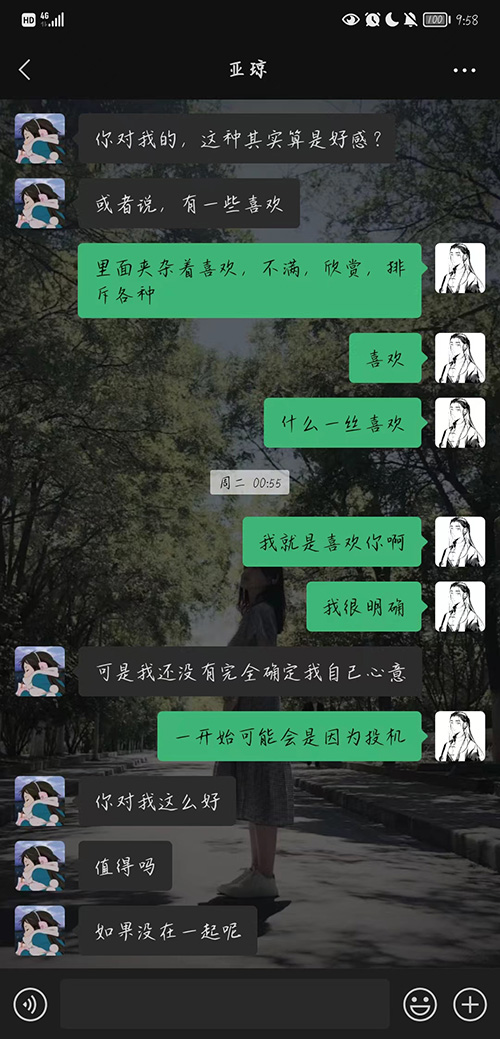 HD 4G 100 9:58
亚琼
你对我的，这种其实算是好感？
或者说，有一些喜欢
里面夹杂着喜欢，不满，欣赏，排
斥各种
喜欢
什么一丝喜欢
周二 00:55
我就是喜欢你啊
我很明确
可是我还没有完全确定我自己心意
一开始可能会是因为投机
你对我这么好
值得吗
如果没在一起呢